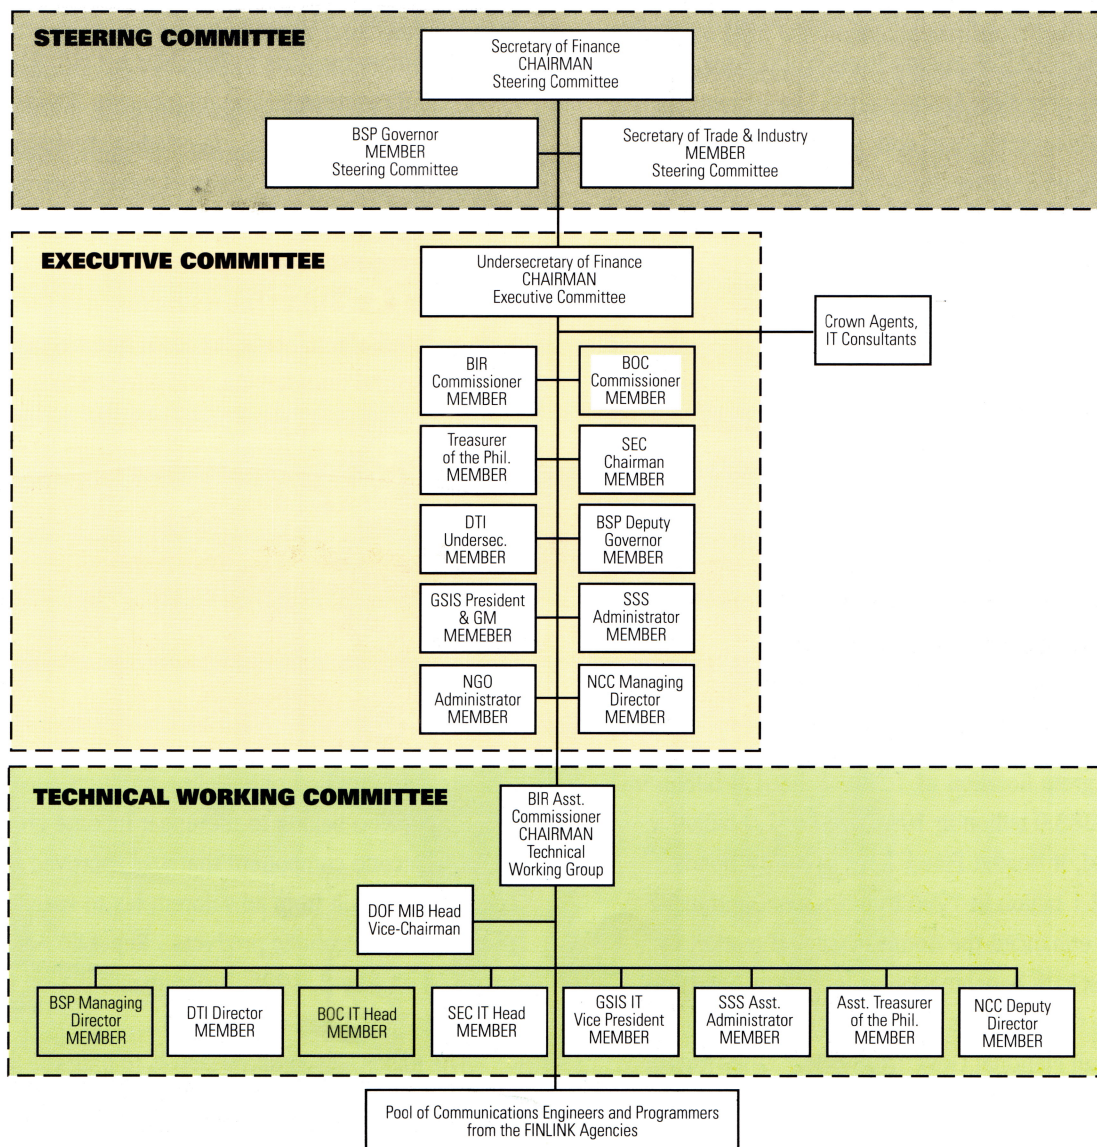 STEERING COMMITTEE
Secretary of Finance
CHAIRMAN
Steering Committee
BSP Governor
MEMBER
Steering Committee
Secretary of Trade & Industry
MEMBER
Steering Committee
EXECUTIVE COMMITTEE
Undersecretary of Finance
CHAIRMAN
Executive Committee
Crown Agents,
IT Consultants
BIR
Commissioner
MEMBER
BOC
Commissioner
MEMBER
Treasurer
of the Phil.
MEMBER
SEC
Chairman
MEMBER
DTI
Undersec.
MEMBER
BSP Deputy
Governor
MEMBER
GSIS President
& GM
MEMEBER
SSS
Administrator
MEMBER
NGO
Administrator
MEMBER
NCC Managing
Director
MEMBER
TECHNICAL WORKING COMMITTEE
BIR Asst.
Commissioner
CHAIRMAN
Technical
Working Group
DOF MIB Head
Vice-Chairman
BSP Managing
Director
MEMBER
DTI Director
MEMBER
BOC IT Head
MEMBER
SEC IT Head
MEMBER
GSIS IT
Vice President
MEMBER
SSS Asst.
Administrator
MEMBER
Asst. Treasurer
of the Phil.
MEMBER
NCC Deputy
Director
MEMBER
Pool of Communications Engineers and Programmers
from the FINLINK Agencies